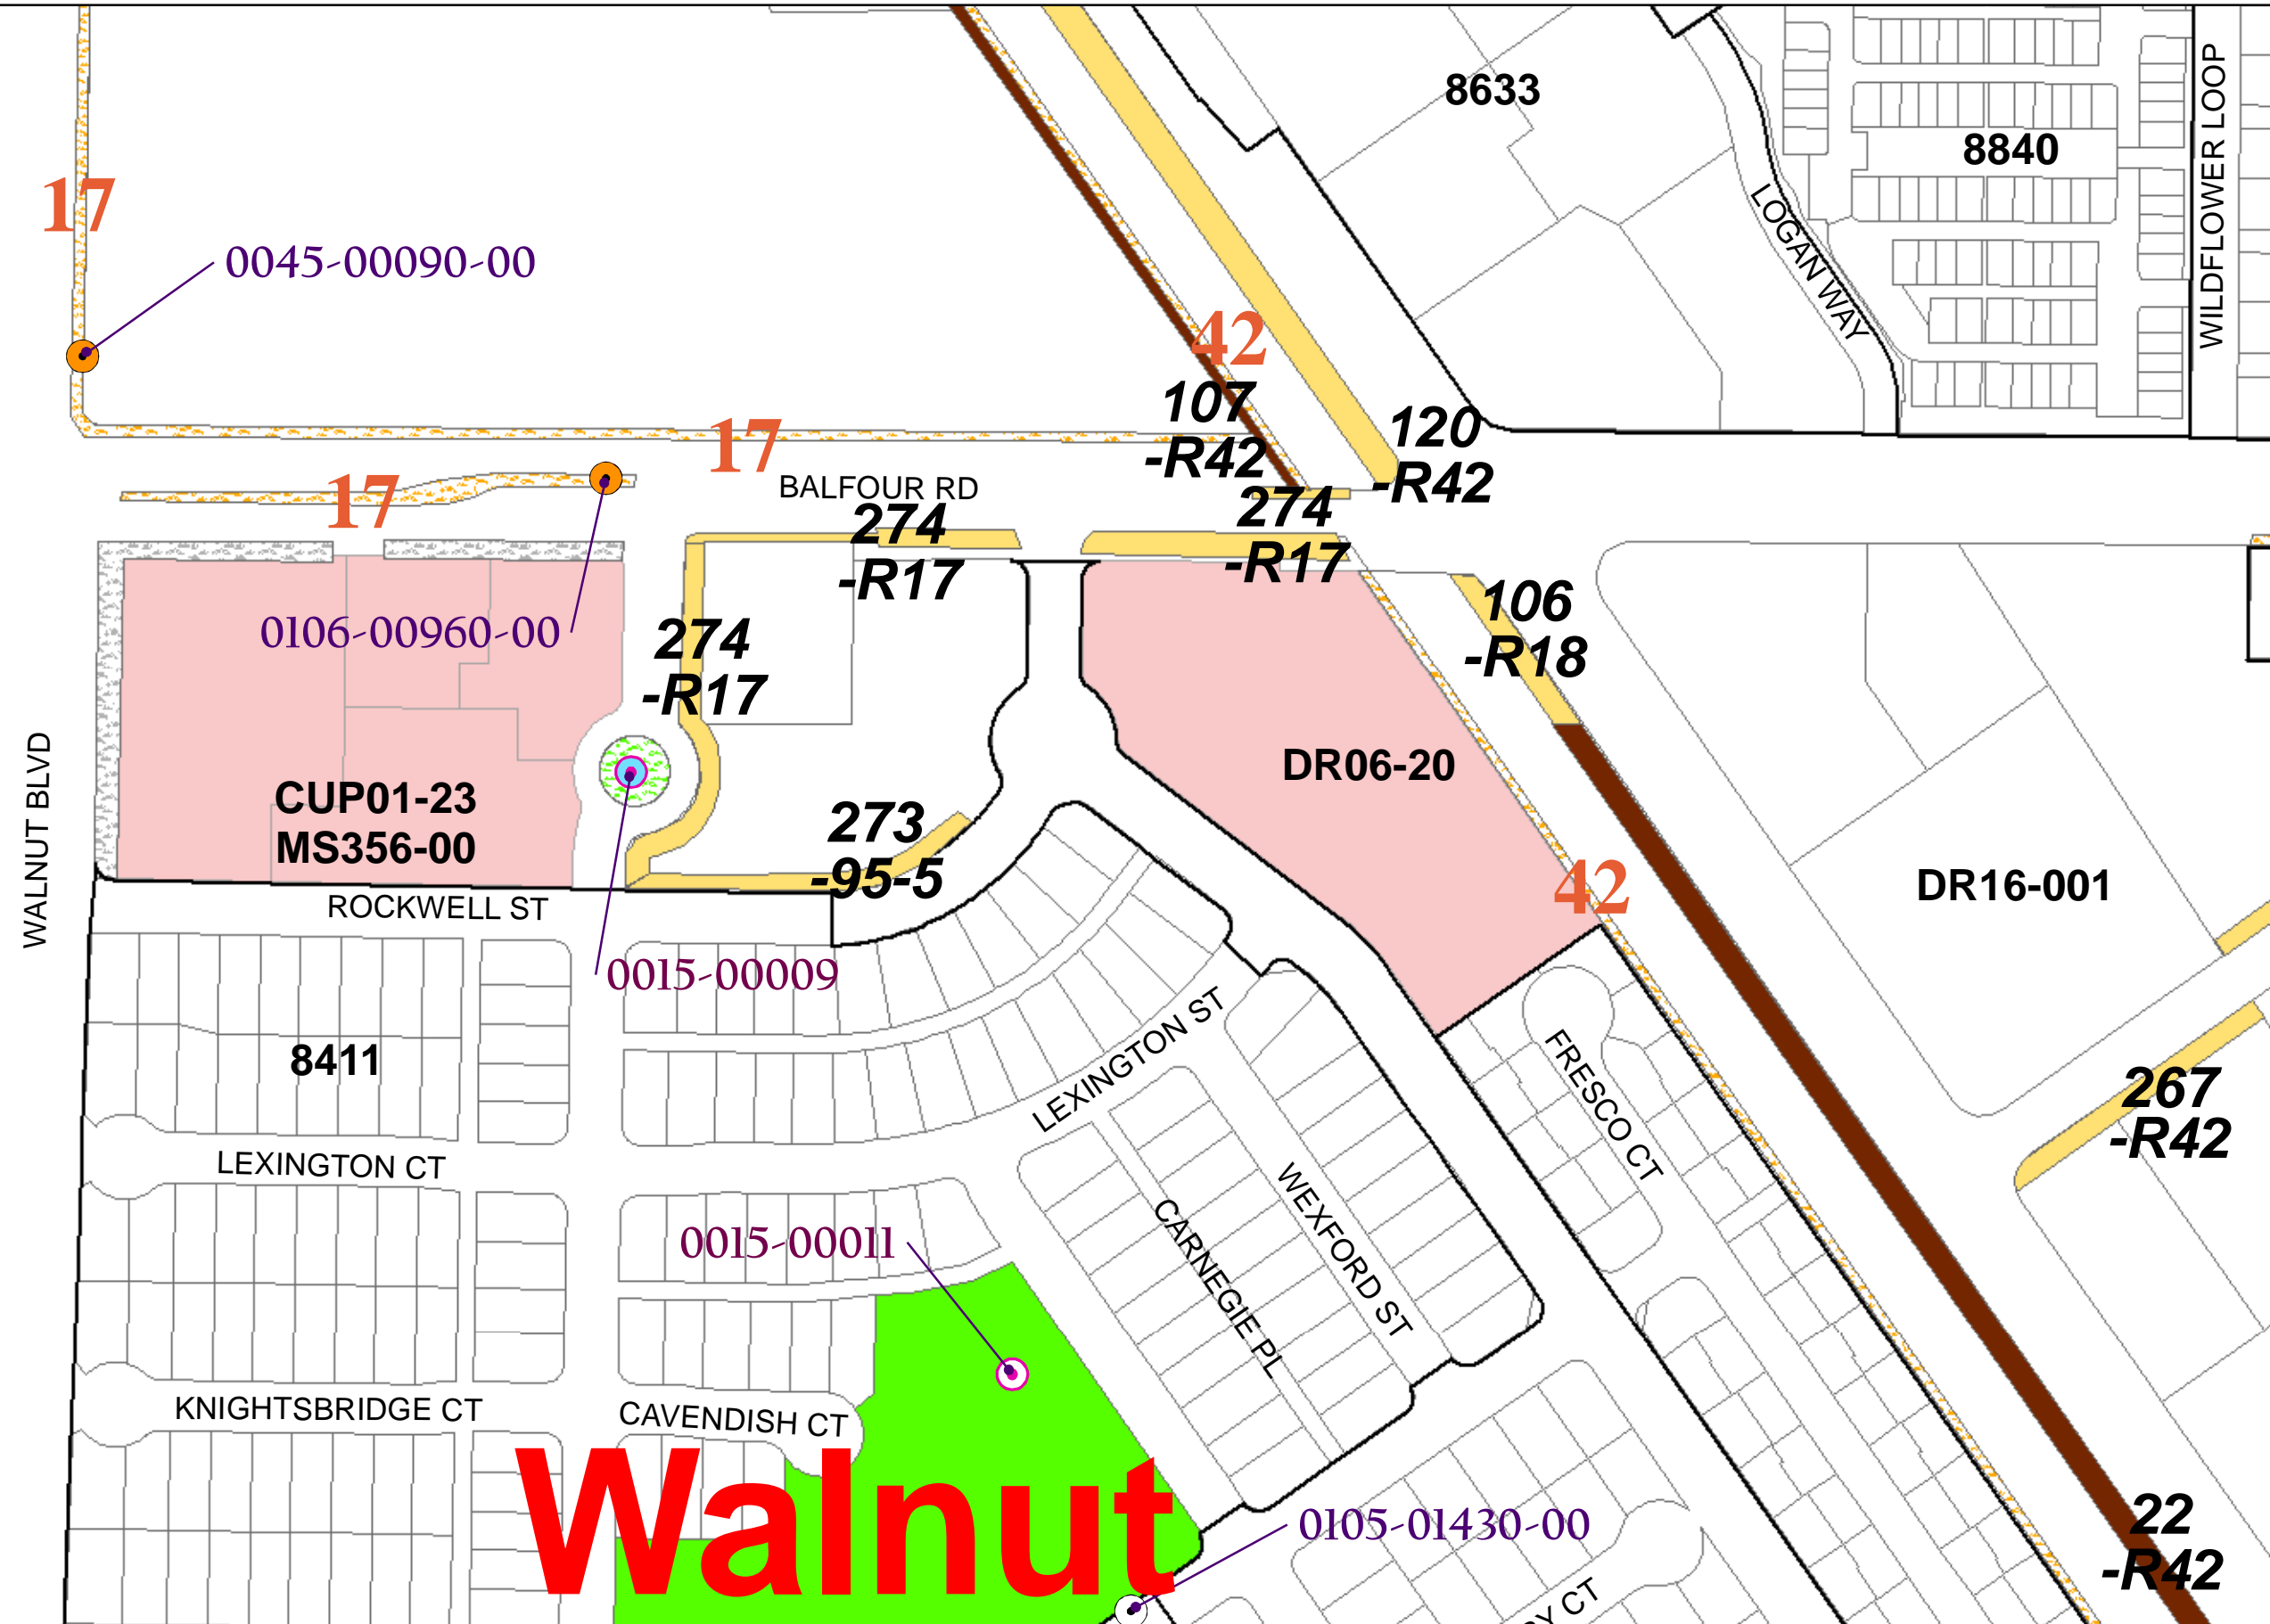 8633
8840
WILDFLOWER LOOP
LOGAN WAY
17
0045-00090-00
42
107
-R42
120
-R42
17
17
BALFOUR RD
274
-R17
274
-R17
106
-R18
0106-00960-00
274
-R17
DR06-20
WALNUT BLVD
CUP01-23
MS356-00
273
-95-5
42
DR16-001
ROCKWELL ST
0015-00009
8411
LEXINGTON ST
FRESCO CT
267
-R42
LEXINGTON CT
0015-00011
CARNEGIE PL
WEXFORD ST
KNIGHTSBRIDGE CT
CAVENDISH CT
Walnut
0105-01430-00
22
-R42
CT